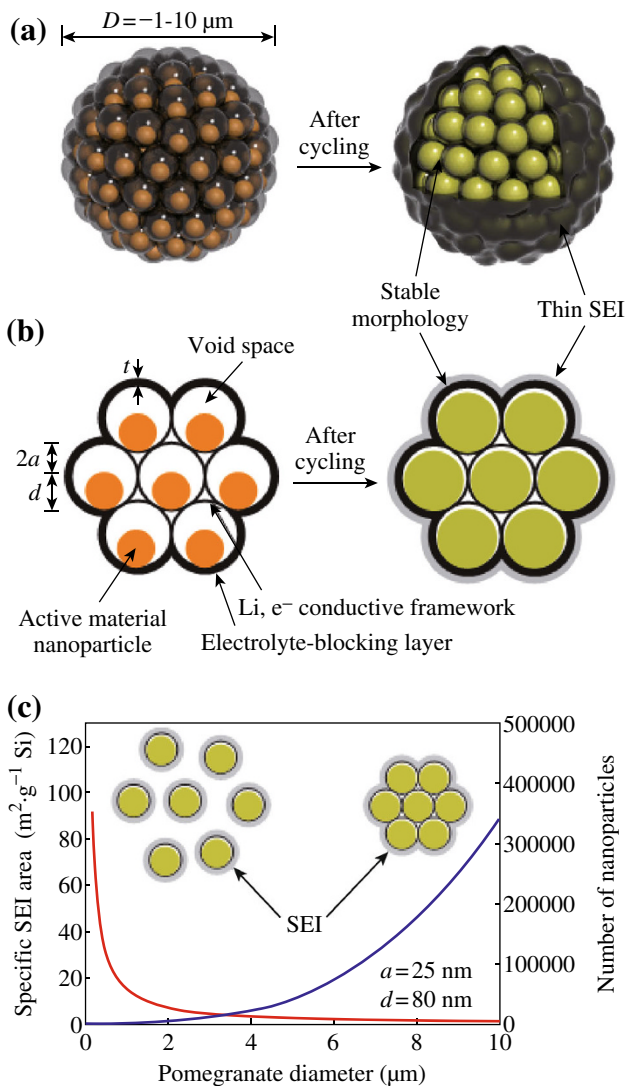 (a)
D=−1-10 μm
After
cycling
Stable
morphology
Thin SEI
(b)
t
Void space
2a
d
After
cycling
Li, e⁻ conductive framework
Active material
nanoparticle
Electrolyte-blocking layer
(c)
Specific SEI area (m²·g⁻¹ Si)
120
100
80
60
40
20
0
500000
400000
300000
200000
100000
0
Number of nanoparticles
SEI
a=25 nm
d=80 nm
0
2
4
6
8
10
Pomegranate diameter (μm)